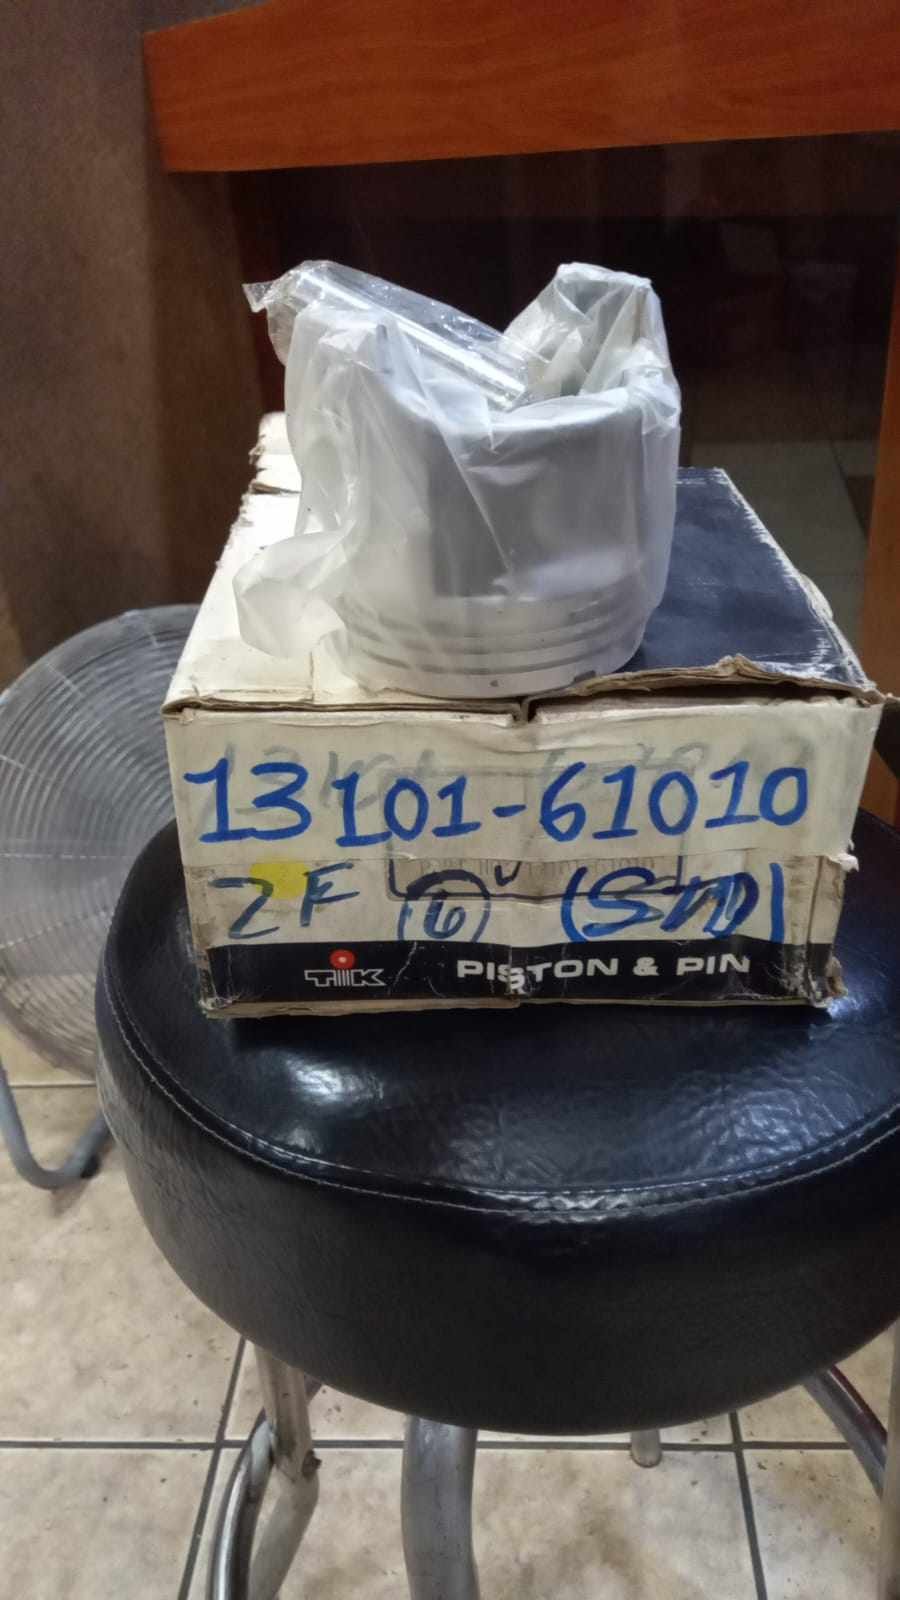 13101-61010
2F 6 (STD)
TIK PISTON & PIN